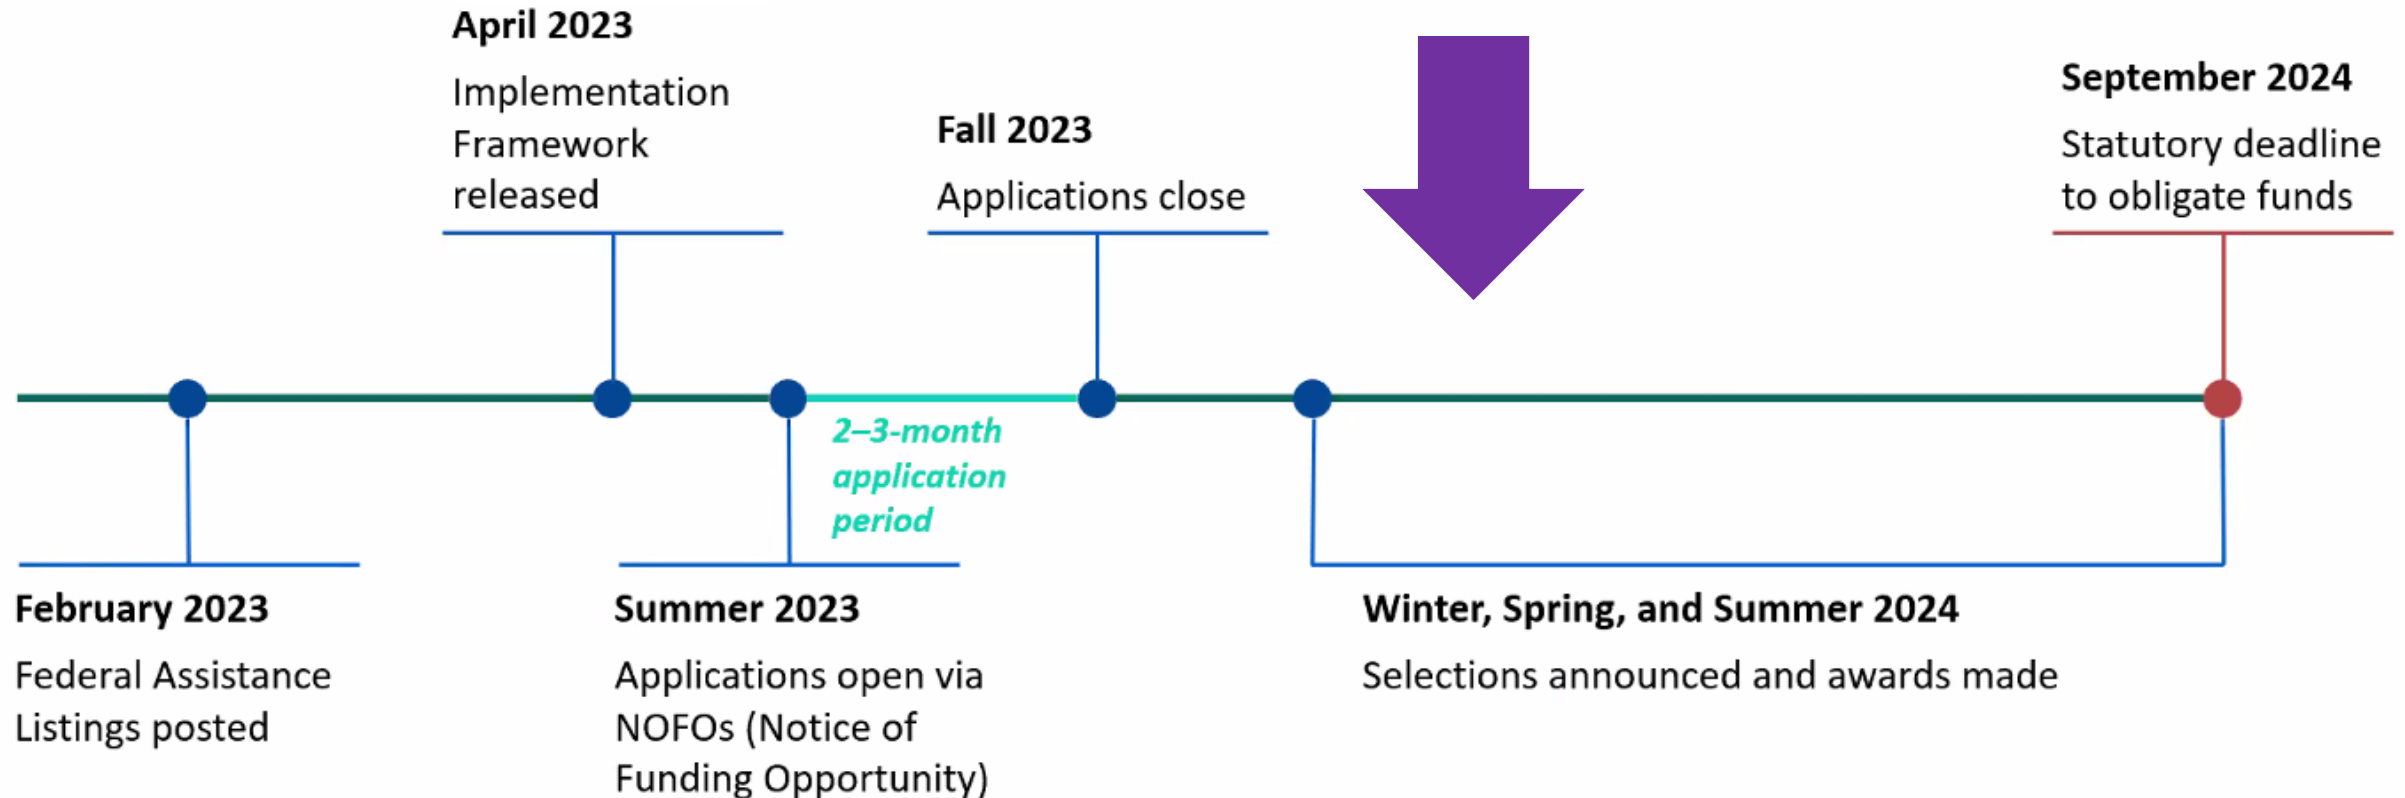 April 2023
Implementation
Framework
released
Fall 2023
Applications close
September 2024
Statutory deadline
to obligate funds
2–3-month
application
period
February 2023
Federal Assistance
Listings posted
Summer 2023
Applications open via
NOFOs (Notice of
Funding Opportunity)
Winter, Spring, and Summer 2024
Selections announced and awards made